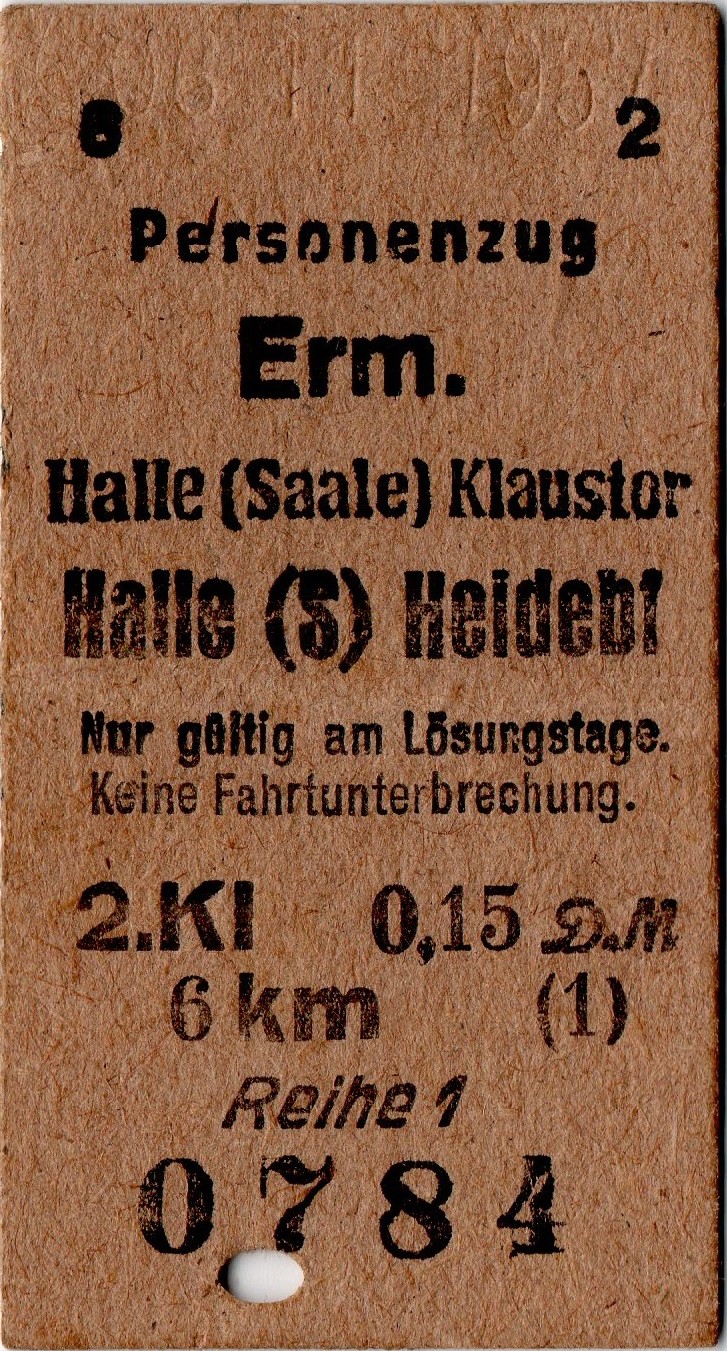 6 2
Personenzug
Erm.
Halle (Saale) Klaustor
Halle (S) Heidebf
Nur gültig am Lösungstage.
Keine Fahrtunterbrechung.
2.Kl 0,15 D.M
6 km (1)
Reihe 1
0784